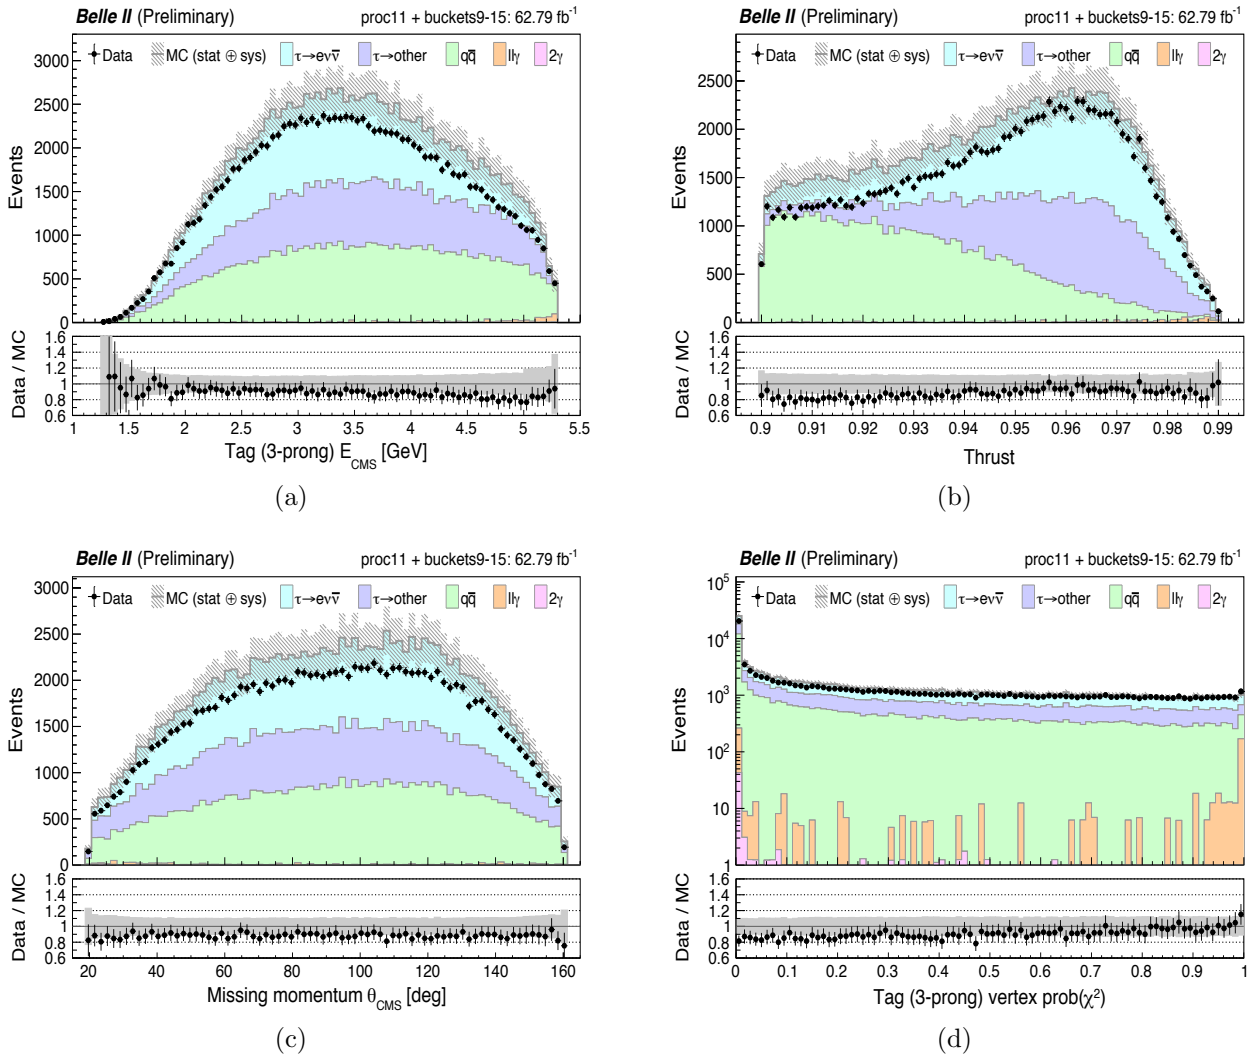 Belle II (Preliminary) proc11 + buckets9-15: 62.79 fb⁻¹
Data MC (stat ⊕ sys) τ→eνν̅ τ→other qq̅ llγ 2γ
3000
2500
2000
1500
1000
500
0
Events
1.6
1.4
1.2
1
0.8
0.6
Data / MC
1 1.5 2 2.5 3 3.5 4 4.5 5 5.5
Tag (3-prong) E_CMS [GeV]
(a)
Belle II (Preliminary) proc11 + buckets9-15: 62.79 fb⁻¹
Data MC (stat ⊕ sys) τ→eνν̅ τ→other qq̅ llγ 2γ
2500
2000
1500
1000
500
0
Events
1.6
1.4
1.2
1
0.8
0.6
Data / MC
0.9 0.91 0.92 0.93 0.94 0.95 0.96 0.97 0.98 0.99
Thrust
(b)
Belle II (Preliminary) proc11 + buckets9-15: 62.79 fb⁻¹
Data MC (stat ⊕ sys) τ→eνν̅ τ→other qq̅ llγ 2γ
3000
2500
2000
1500
1000
500
0
Events
1.6
1.4
1.2
1
0.8
0.6
Data / MC
20 40 60 80 100 120 140 160
Missing momentum θ_CMS [deg]
(c)
Belle II (Preliminary) proc11 + buckets9-15: 62.79 fb⁻¹
Data MC (stat ⊕ sys) τ→eνν̅ τ→other qq̅ llγ 2γ
10⁵
10⁴
10³
10²
10
1
Events
1.6
1.4
1.2
1
0.8
0.6
Data / MC
0 0.1 0.2 0.3 0.4 0.5 0.6 0.7 0.8 0.9 1
Tag (3-prong) vertex prob(χ²)
(d)